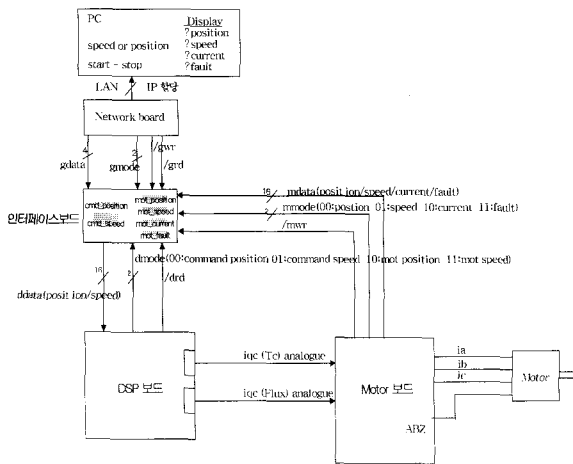 PC
Display
?position
speed or position
?speed
?current
start - stop
?fault
LAN
IP 할당
Network board
4
gdata
2
gmode
/gwr
/grd
16
mdata(position/speed/current/fault)
2
mmode(00:postion 01:speed 10:current 11:fault)
/mwr
인터페이스보드
cmd_position
cmd_speed
mot_position
mot_speed
mot_current
mot_fault
dmode(00:command position 01:command speed 10:mot position 11:mot speed)
16
ddata(position/speed)
2
/drd
DSP 보드
iqc (Tc) analogue
iqc (Flux) analogue
Motor 보드
ia
ib
ic
ABZ
Motor